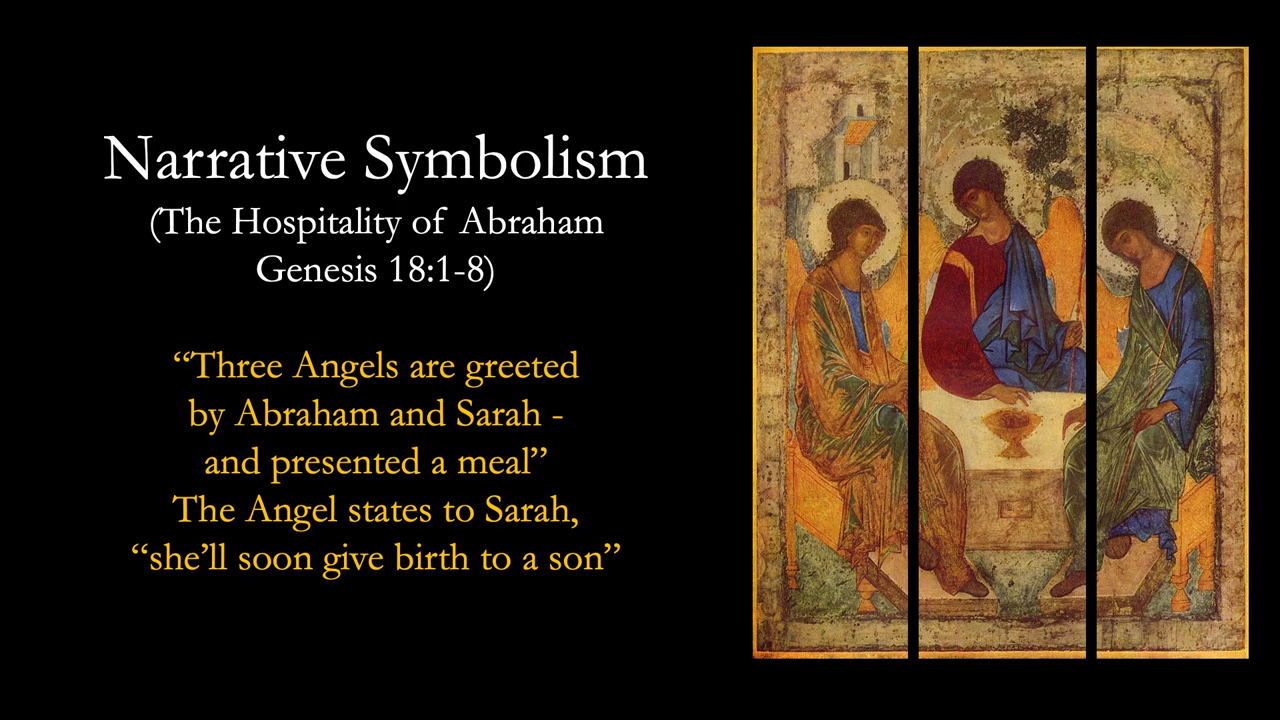 Narrative Symbolism
(The Hospitality of Abraham
Genesis 18:1-8)
“Three Angels are greeted
by Abraham and Sarah -
and presented a meal”
The Angel states to Sarah,
“she’ll soon give birth to a son”